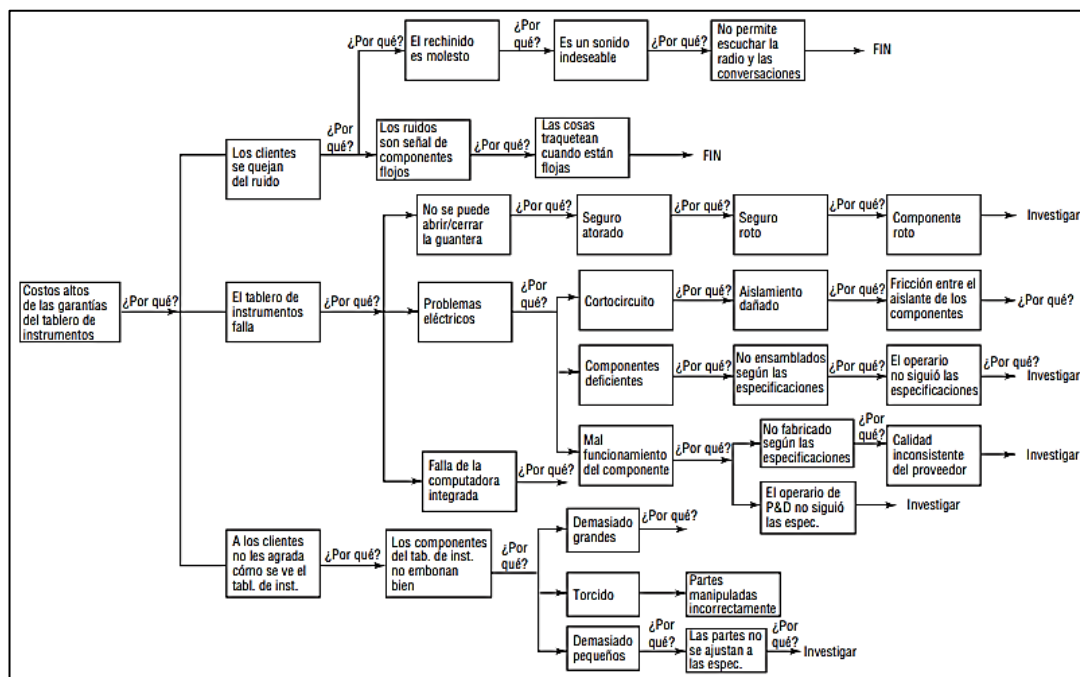 ¿Por qué?
El rechinido
es molesto
¿Por
qué?
Es un sonido
indeseable
¿Por qué?
No permite
escuchar la
radio y las
conversaciones
FIN
Los clientes
se quejan
del ruido
¿Por
qué?
Los ruidos
son señal de
componentes
flojos
¿Por qué?
Las cosas
traquetean
cuando están
flojas
FIN
No se puede
abrir/cerrar
la guantera
¿Por qué?
Seguro
atorado
¿Por qué?
Seguro
roto
¿Por qué?
Componente
roto
Investigar
Costos altos
de las garantías
del tablero de
instrumentos
¿Por qué?
El tablero de
instrumentos
falla
¿Por qué?
Problemas
eléctricos
¿Por
qué?
Cortocircuito
¿Por qué?
Aislamiento
dañado
¿Por qué?
Fricción entre el
aislante de los
componentes
¿Por qué?
Componentes
deficientes
¿Por qué?
No ensamblados
según las
especificaciones
¿Por qué?
El operario
no siguió las
especificaciones
¿Por qué?
Investigar
Falla de la
computadora
integrada
¿Por qué?
Mal
funcionamiento
del componente
¿Por qué?
No fabricado
según las
especificaciones
¿Por
qué?
Calidad
inconsistente
del proveedor
Investigar
El operario de
P&D no siguió
las espec.
Investigar
A los clientes
no les agrada
cómo se ve el
tabl. de inst.
¿Por qué?
Los componentes
del tab. de inst.
no embonan
bien
¿Por
qué?
Demasiado
grandes
¿Por qué?
Torcido
Partes
manipuladas
incorrectamente
Demasiado
pequeños
¿Por
qué?
Las partes no
se ajustan a
las espec.
¿Por
qué?
Investigar